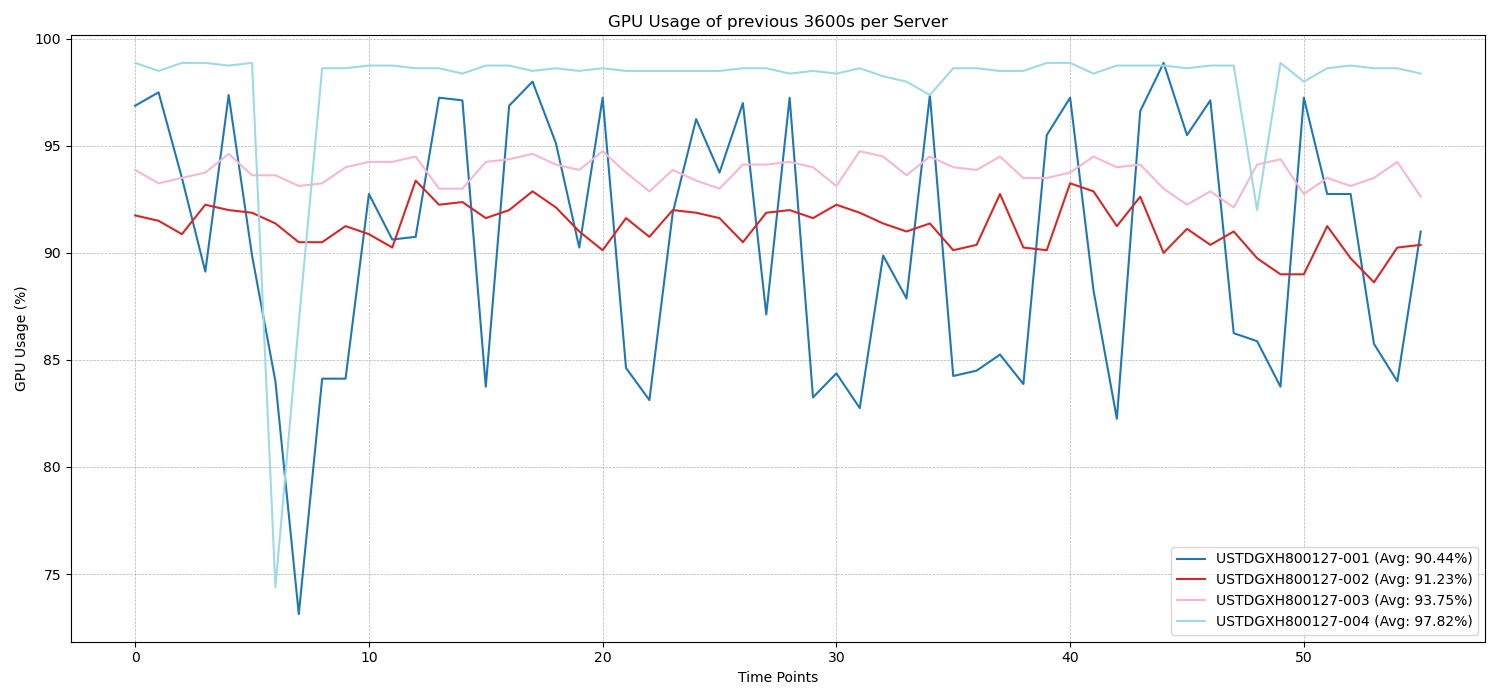 GPU Usage of previous 3600s per Server
GPU Usage (%)
100
95
90
85
80
75
USTDGXH800127-001 (Avg: 90.44%)
USTDGXH800127-002 (Avg: 91.23%)
USTDGXH800127-003 (Avg: 93.75%)
USTDGXH800127-004 (Avg: 97.82%)
0 10 20 30 40 50
Time Points